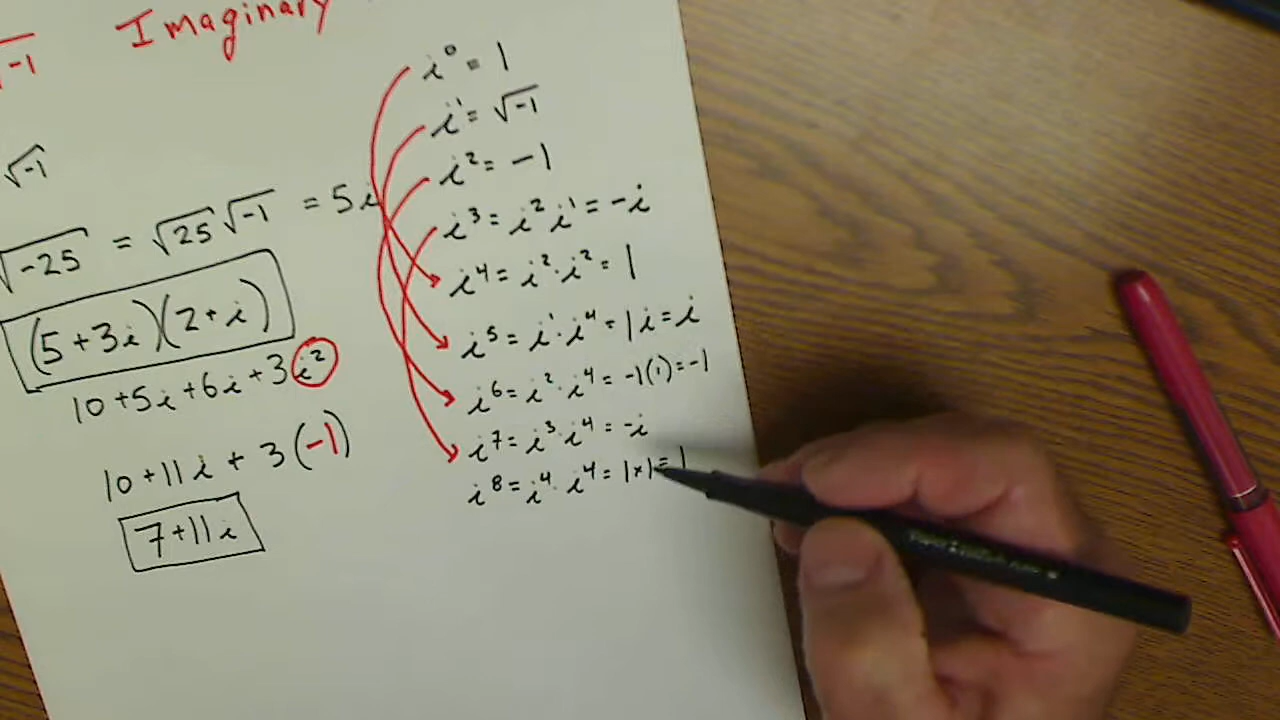 Imaginary
√-1
√-1
√-25 = √25 √-1 = 5i
(5+3i)(2+i)
10+5i+6i+3i²
10+11i+3(-1)
7+11i
i⁰ = 1
i¹ = √-1
i² = -1
i³ = i² i¹ = -i
i⁴ = i²·i² = 1
i⁵ = i¹·i⁴ = 1i = i
i⁶ = i²·i⁴ = -1(1) = -1
i⁷ = i³ i⁴ = -i
i⁸ = i⁴·i⁴ = 1×1 = 1